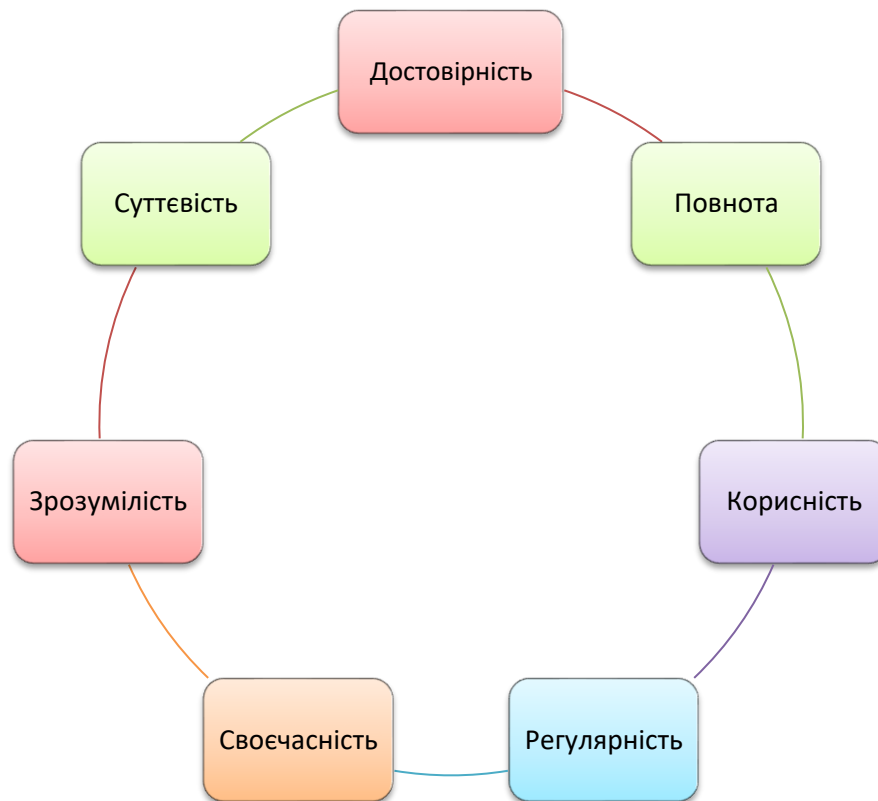 Достовірність
Повнота
Корисність
Регулярність
Своєчасність
Зрозумілість
Суттєвість